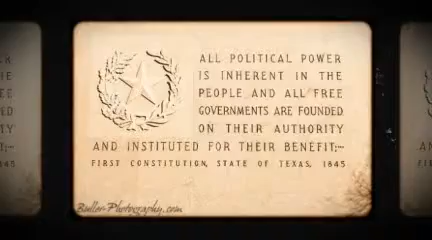 ALL POLITICAL POWER
IS INHERENT IN THE
PEOPLE AND ALL FREE
GOVERNMENTS ARE FOUNDED
ON THEIR AUTHORITY
AND INSTITUTED FOR THEIR BENEFIT;~
FIRST CONSTITUTION, STATE OF TEXAS, 1845
Buller-Photography.com